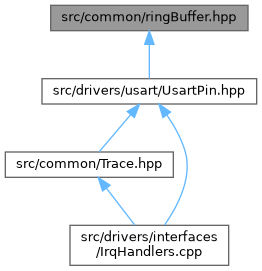 src/common/ringBuffer.hpp
src/drivers/usart/UsartPin.hpp
src/common/Trace.hpp
src/drivers/interfaces
/IrqHandlers.cpp